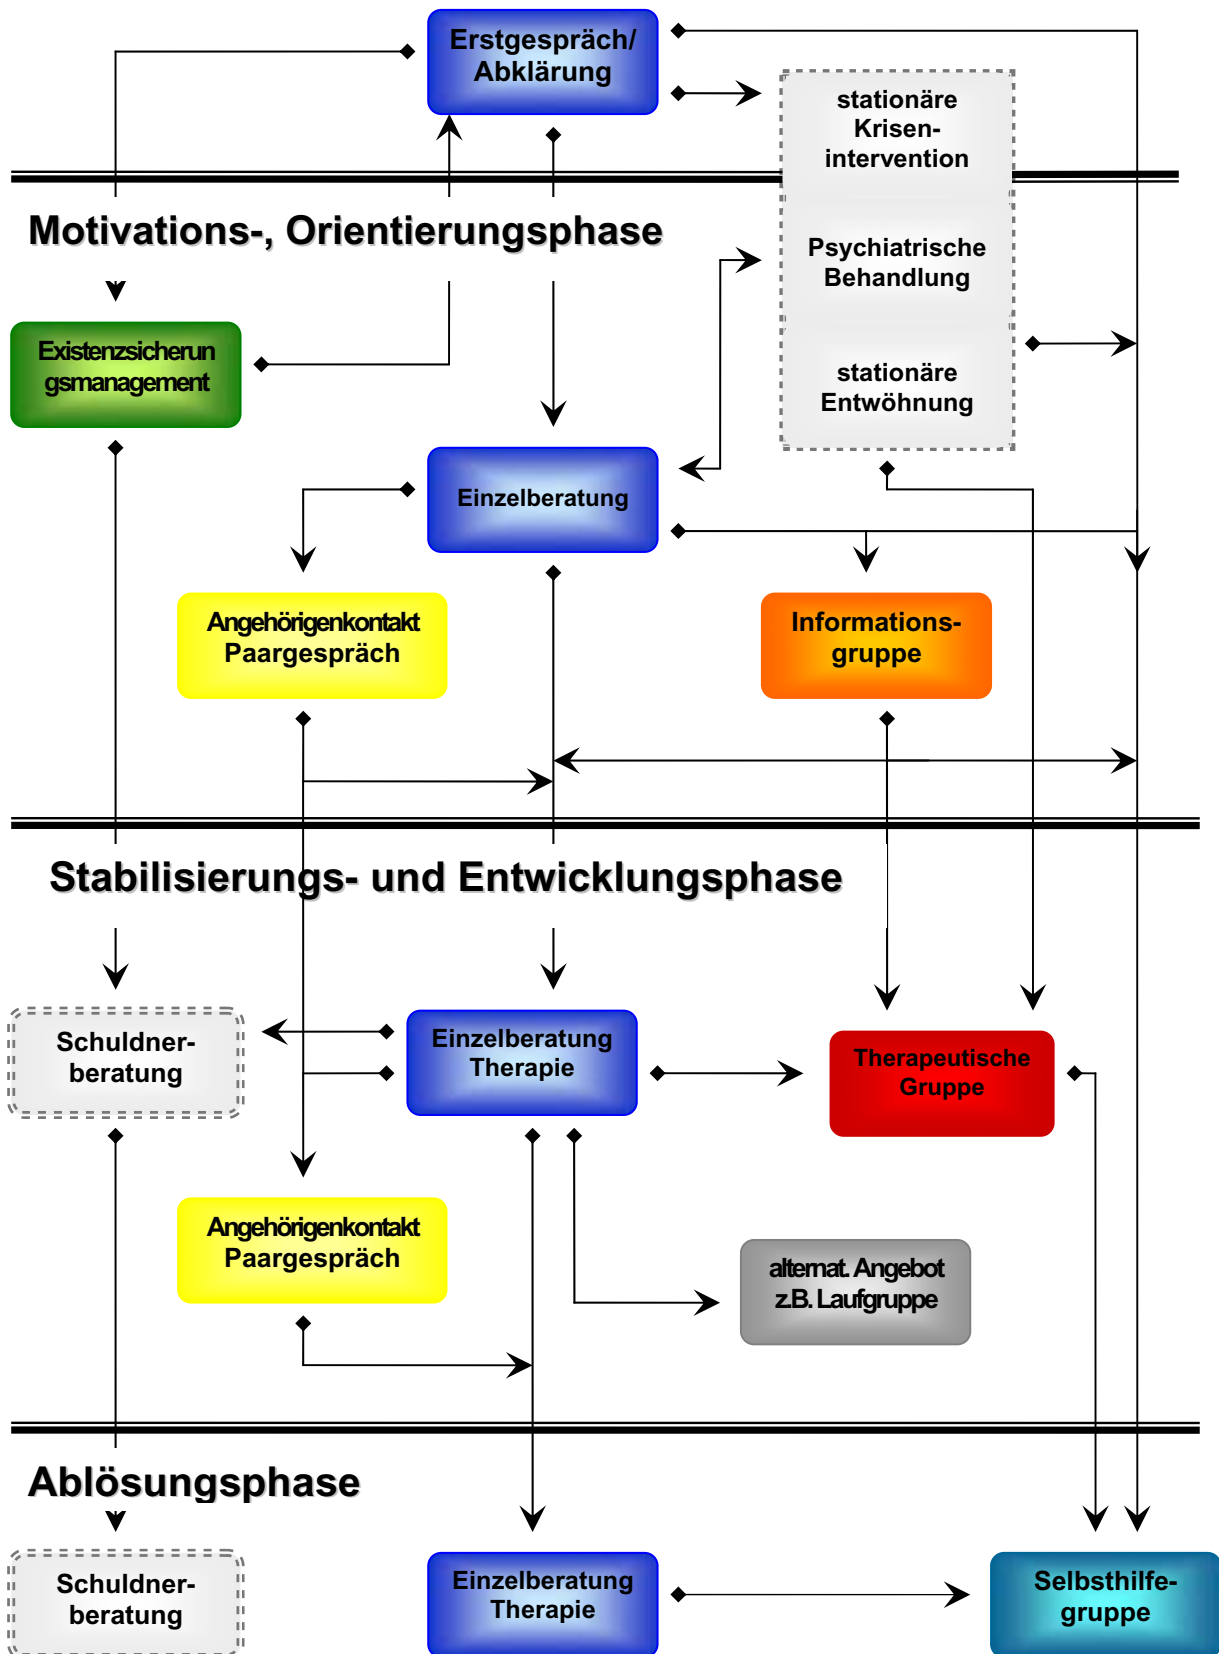 Erstgespräch/
Abklärung
stationäre
Krisen-
intervention
Motivations-, Orientierungsphase
Psychiatrische
Behandlung
Existenzsicherun
gsmanagement
stationäre
Entwöhnung
Einzelberatung
Angehörigenkontakt
Paargespräch
Informations-
gruppe
Stabilisierungs- und Entwicklungsphase
Schuldner-
beratung
Einzelberatung
Therapie
Therapeutische
Gruppe
Angehörigenkontakt
Paargespräch
alternat. Angebot
z.B. Laufgruppe
Ablösungsphase
Schuldner-
beratung
Einzelberatung
Therapie
Selbsthilfe-
gruppe